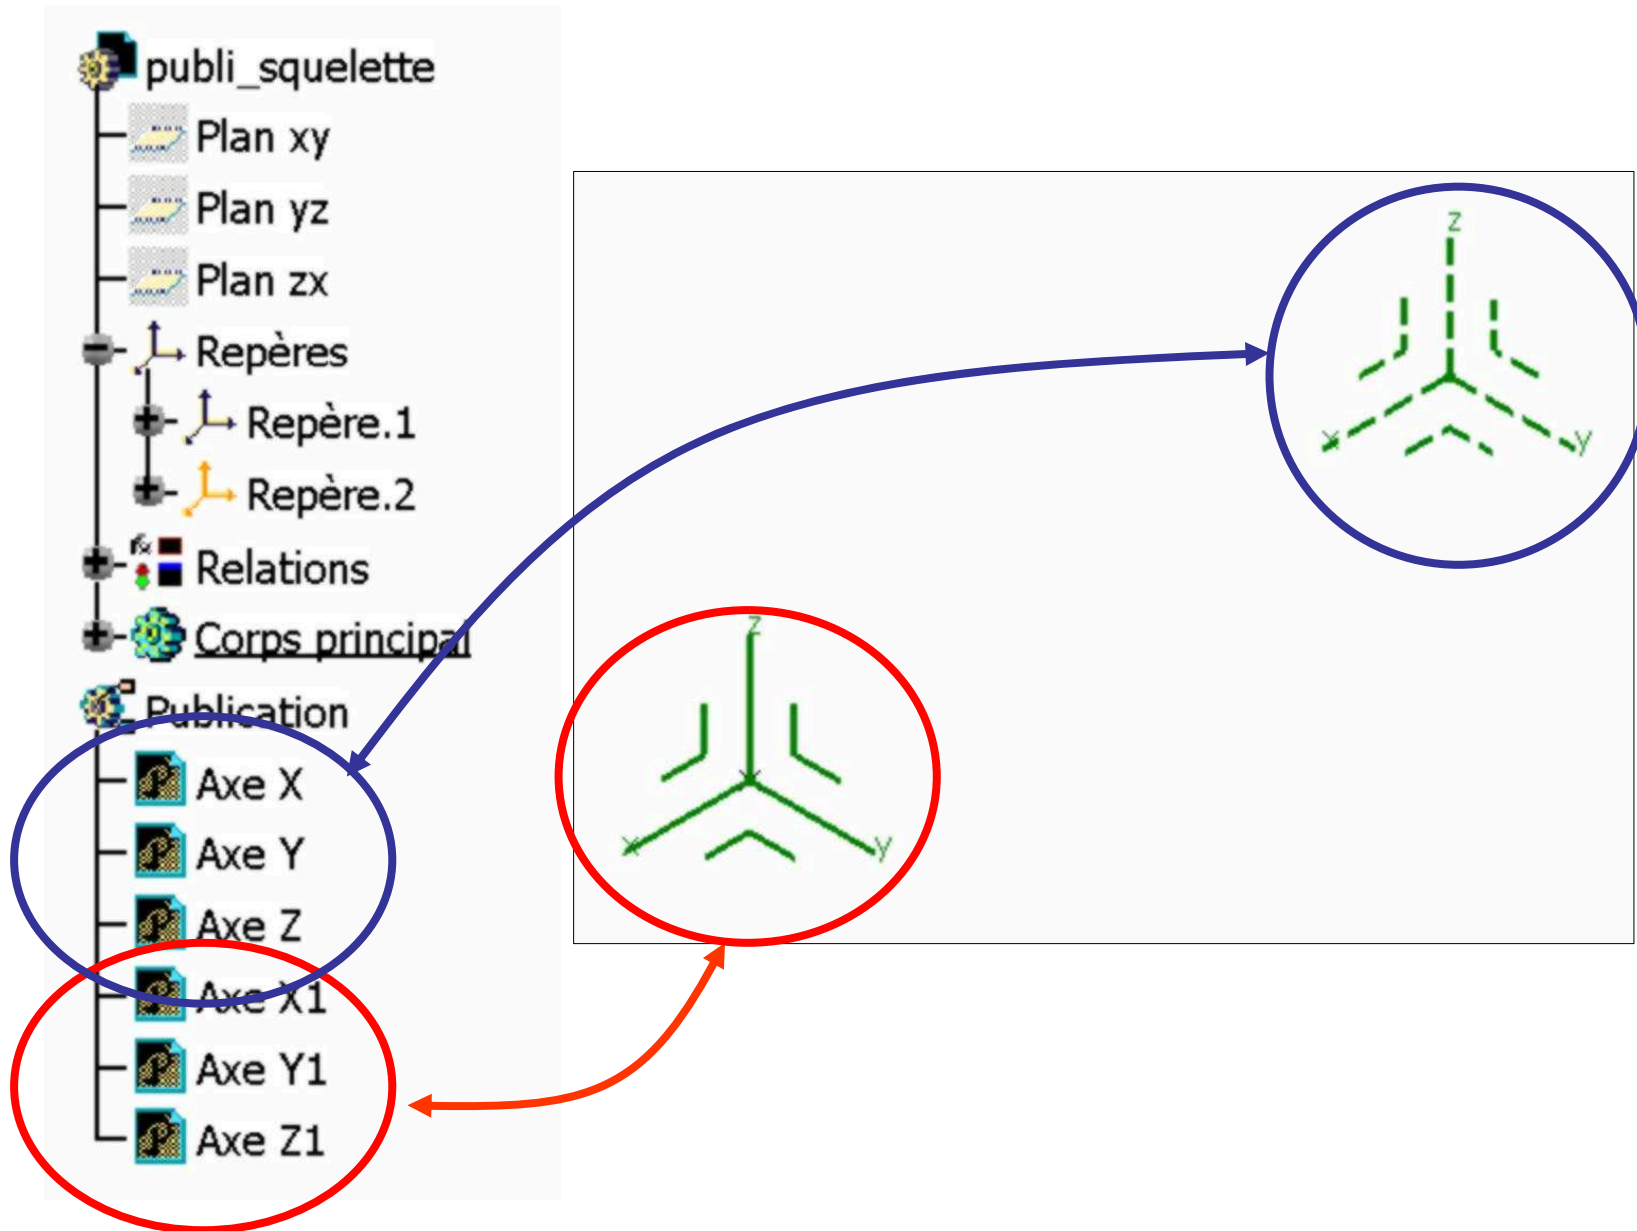 publi_squelette
Plan xy
Plan yz
Plan zx
Repères
Repère.1
Repère.2
Relations
Corps principal
Publication
Axe X
Axe Y
Axe Z
Axe X1
Axe Y1
Axe Z1
z
x
y
z
x
y